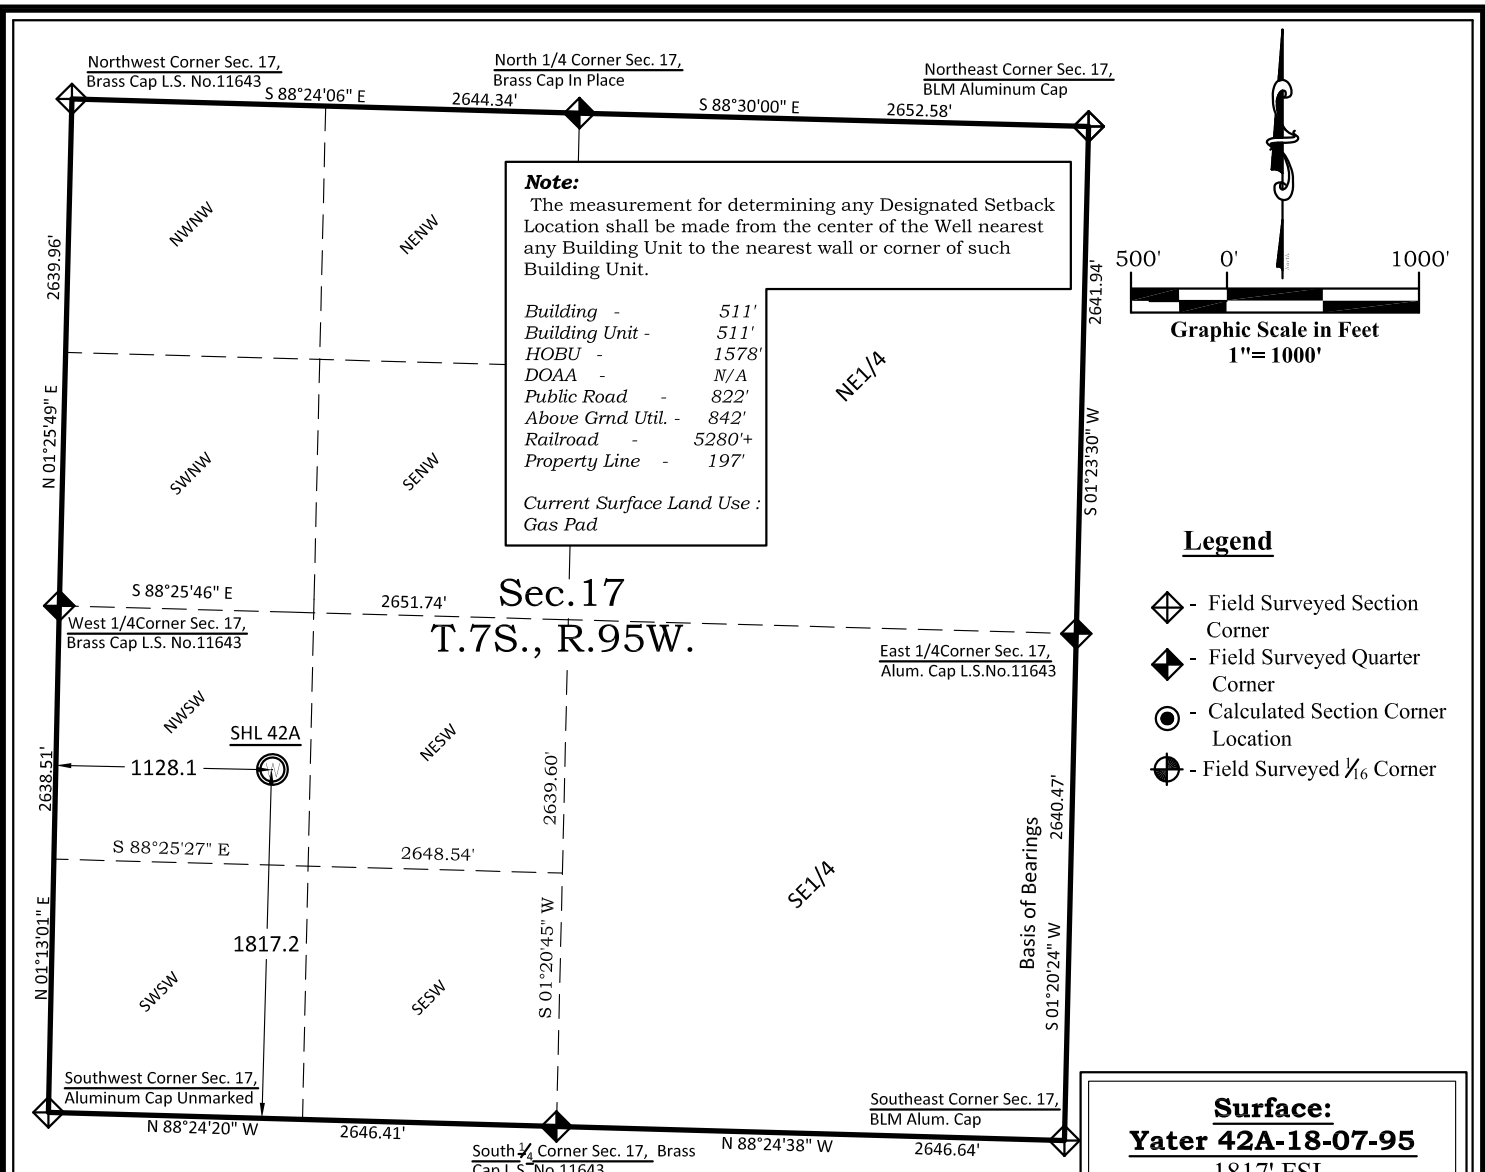 Northwest Corner Sec. 17,
Brass Cap L.S. No.11643
North 1/4 Corner Sec. 17,
Brass Cap In Place
Northeast Corner Sec. 17,
BLM Aluminum Cap
S 88°24'06" E
2644.34'
S 88°30'00" E
2652.58'
Note:
The measurement for determining any Designated Setback
Location shall be made from the center of the Well nearest
any Building Unit to the nearest wall or corner of such
Building Unit.
Building - 511'
Building Unit - 511'
HOBU - 1578'
DOAA - N/A
Public Road - 822'
Above Grnd Util. - 842'
Railroad - 5280'+
Property Line - 197'
Current Surface Land Use :
Gas Pad
NWNW
NENW
2639.96'
N 01°25'49" E
SWNW
SENW
NE1/4
2641.94'
S 01°23'30" W
500' 0' 1000'
Graphic Scale in Feet
1"= 1000'
Legend
- Field Surveyed Section
Corner
- Field Surveyed Quarter
Corner
- Calculated Section Corner
Location
- Field Surveyed 1/16 Corner
S 88°25'46" E
2651.74'
Sec.17
T.7S., R.95W.
West 1/4Corner Sec. 17,
Brass Cap L.S. No.11643
East 1/4Corner Sec. 17,
Alum. Cap L.S.No.11643
NWSW
NESW
SHL 42A
1128.1
2638.51'
2639.60'
2640.47'
S 88°25'27" E
2648.54'
SE1/4
Basis of Bearings
N 01°13'01" E
1817.2
S 01°20'45" W
S 01°20'24" W
SWSW
SESW
Southwest Corner Sec. 17,
Aluminum Cap Unmarked
Southeast Corner Sec. 17,
BLM Alum. Cap
N 88°24'20" W
2646.41'
N 88°24'38" W
2646.64'
South 1/4 Corner Sec. 17, Brass
Cap L.S. No.11643
Surface:
Yater 42A-18-07-95
1817' FSL